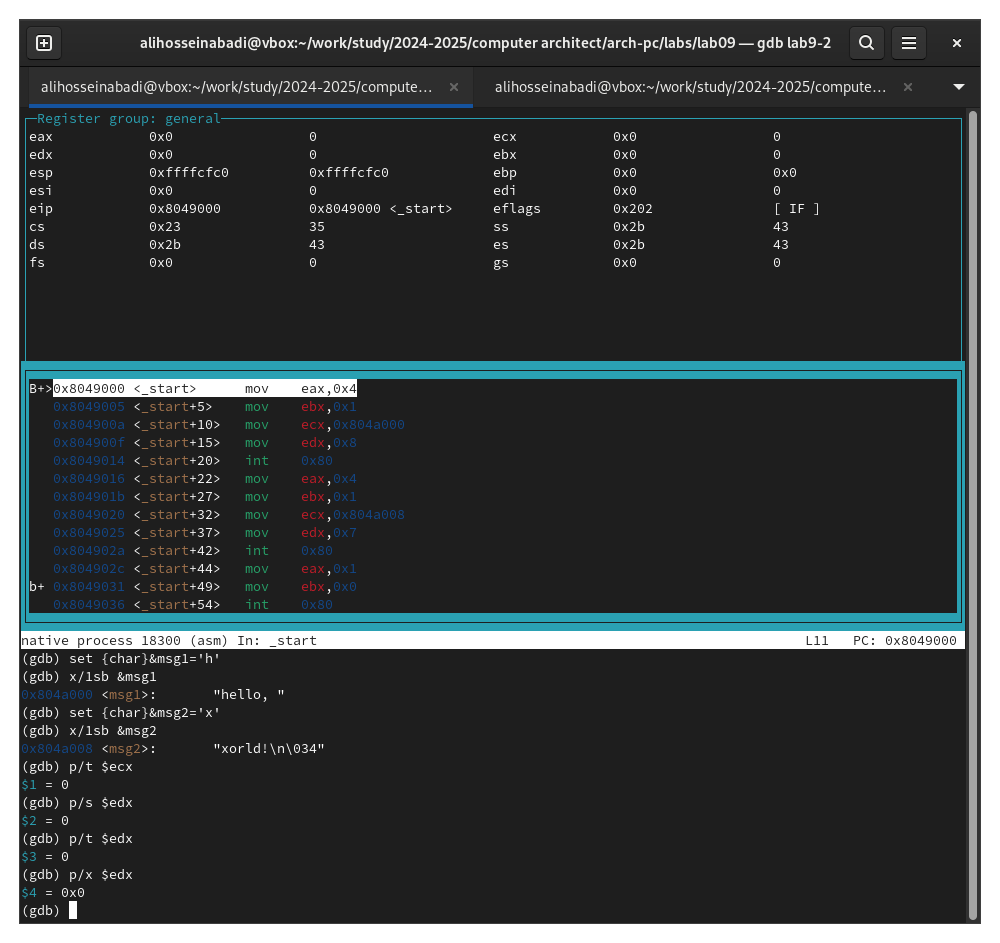 alihosseinabadi@vbox:~/work/study/2024-2025/computer architect/arch-pc/labs/lab09 — gdb lab9-2
alihosseinabadi@vbox:~/work/study/2024-2025/compute... alihosseinabadi@vbox:~/work/study/2024-2025/compute...
Register group: general
eax 0x0 0 ecx 0x0 0
edx 0x0 0 ebx 0x0 0
esp 0xffffcfc0 0xffffcfc0 ebp 0x0 0x0
esi 0x0 0 edi 0x0 0
eip 0x8049000 0x8049000 <_start> eflags 0x202 [ IF ]
cs 0x23 35 ss 0x2b 43
ds 0x2b 43 es 0x2b 43
fs 0x0 0 gs 0x0 0
B+>0x8049000 <_start> mov eax,0x4
0x8049005 <_start+5> mov ebx,0x1
0x804900a <_start+10> mov ecx,0x804a000
0x804900f <_start+15> mov edx,0x8
0x8049014 <_start+20> int 0x80
0x8049016 <_start+22> mov eax,0x4
0x804901b <_start+27> mov ebx,0x1
0x8049020 <_start+32> mov ecx,0x804a008
0x8049025 <_start+37> mov edx,0x7
0x804902a <_start+42> int 0x80
0x804902c <_start+44> mov eax,0x1
b+ 0x8049031 <_start+49> mov ebx,0x0
0x8049036 <_start+54> int 0x80
native process 18300 (asm) In: _start L11 PC: 0x8049000
(gdb) set {char}&msg1='h'
(gdb) x/1sb &msg1
0x804a000 <msg1>: "hello, "
(gdb) set {char}&msg2='x'
(gdb) x/1sb &msg2
0x804a008 <msg2>: "xorld!\n\034"
(gdb) p/t $ecx
$1 = 0
(gdb) p/s $edx
$2 = 0
(gdb) p/t $edx
$3 = 0
(gdb) p/x $edx
$4 = 0x0
(gdb)